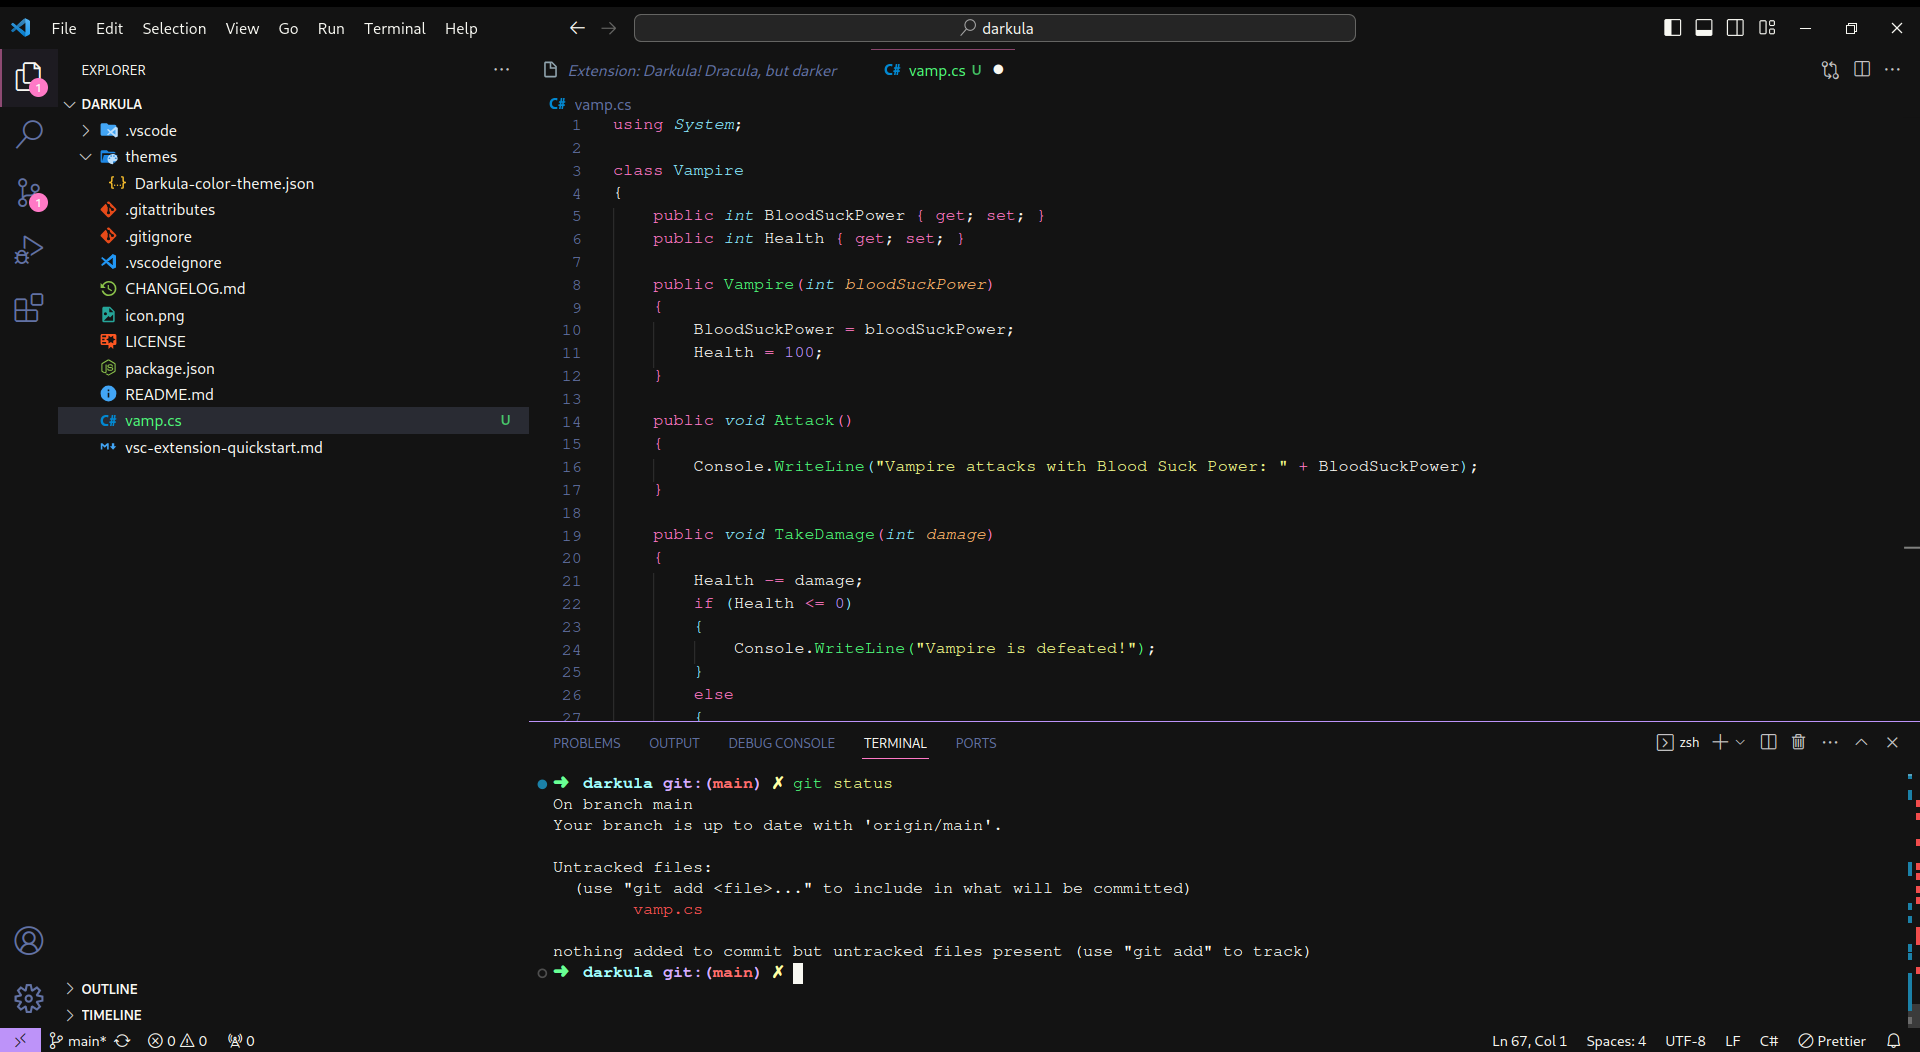 File Edit Selection View Go Run Terminal Help
darkula
EXPLORER
DARKULA
.vscode
themes
Darkula-color-theme.json
.gitattributes
.gitignore
.vscodeignore
CHANGELOG.md
icon.png
LICENSE
package.json
README.md
C# vamp.cs U
vsc-extension-quickstart.md
OUTLINE
TIMELINE
1
1
Extension: Darkula! Dracula, but darker
C# vamp.cs U
C# vamp.cs
1 using System;
2
3 class Vampire
4 {
5 public int BloodSuckPower { get; set; }
6 public int Health { get; set; }
7
8 public Vampire(int bloodSuckPower)
9 {
10 BloodSuckPower = bloodSuckPower;
11 Health = 100;
12 }
13
14 public void Attack()
15 {
16 Console.WriteLine("Vampire attacks with Blood Suck Power: " + BloodSuckPower);
17 }
18
19 public void TakeDamage(int damage)
20 {
21 Health -= damage;
22 if (Health <= 0)
23 {
24 Console.WriteLine("Vampire is defeated!");
25 }
26 else
27 {
PROBLEMS OUTPUT DEBUG CONSOLE TERMINAL PORTS
zsh
➜ darkula git:(main) ✗ git status
On branch main
Your branch is up to date with 'origin/main'.
Untracked files:
(use "git add <file>..." to include in what will be committed)
vamp.cs
nothing added to commit but untracked files present (use "git add" to track)
➜ darkula git:(main) ✗
main* 0 0 0
Ln 67, Col 1 Spaces: 4 UTF-8 LF C# Prettier